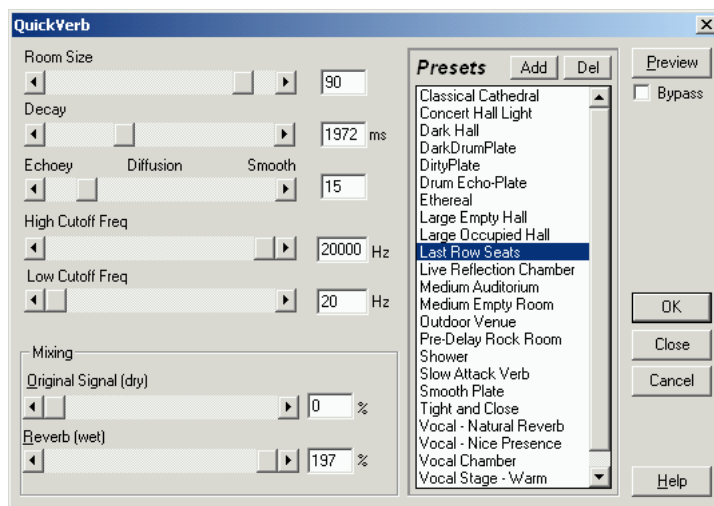 QuickVerb
Room Size
90
Decay
1972 ms
Echoey Diffusion Smooth
15
High Cutoff Freq
20000 Hz
Low Cutoff Freq
20 Hz
Mixing
Original Signal (dry)
0 %
Reverb (wet)
197 %
Presets Add Del
Classical Cathedral
Concert Hall Light
Dark Hall
DarkDrumPlate
DirtyPlate
Drum Echo-Plate
Ethereal
Large Empty Hall
Large Occupied Hall
Last Row Seats
Live Reflection Chamber
Medium Auditorium
Medium Empty Room
Outdoor Venue
Pre-Delay Rock Room
Shower
Slow Attack Verb
Smooth Plate
Tight and Close
Vocal - Natural Reverb
Vocal - Nice Presence
Vocal Chamber
Vocal Stage - Warm
Preview
Bypass
OK
Close
Cancel
Help